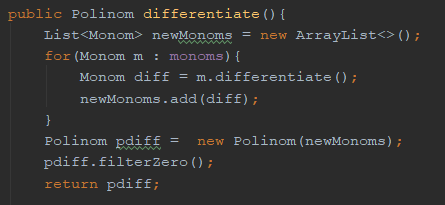 public Polinom differentiate(){
List<Monom> newMonoms = new ArrayList<>();
for(Monom m : monoms){
Monom diff = m.differentiate();
newMonoms.add(diff);
}
Polinom pdiff =  new Polinom(newMonoms);
pdiff.filterZero();
return pdiff;